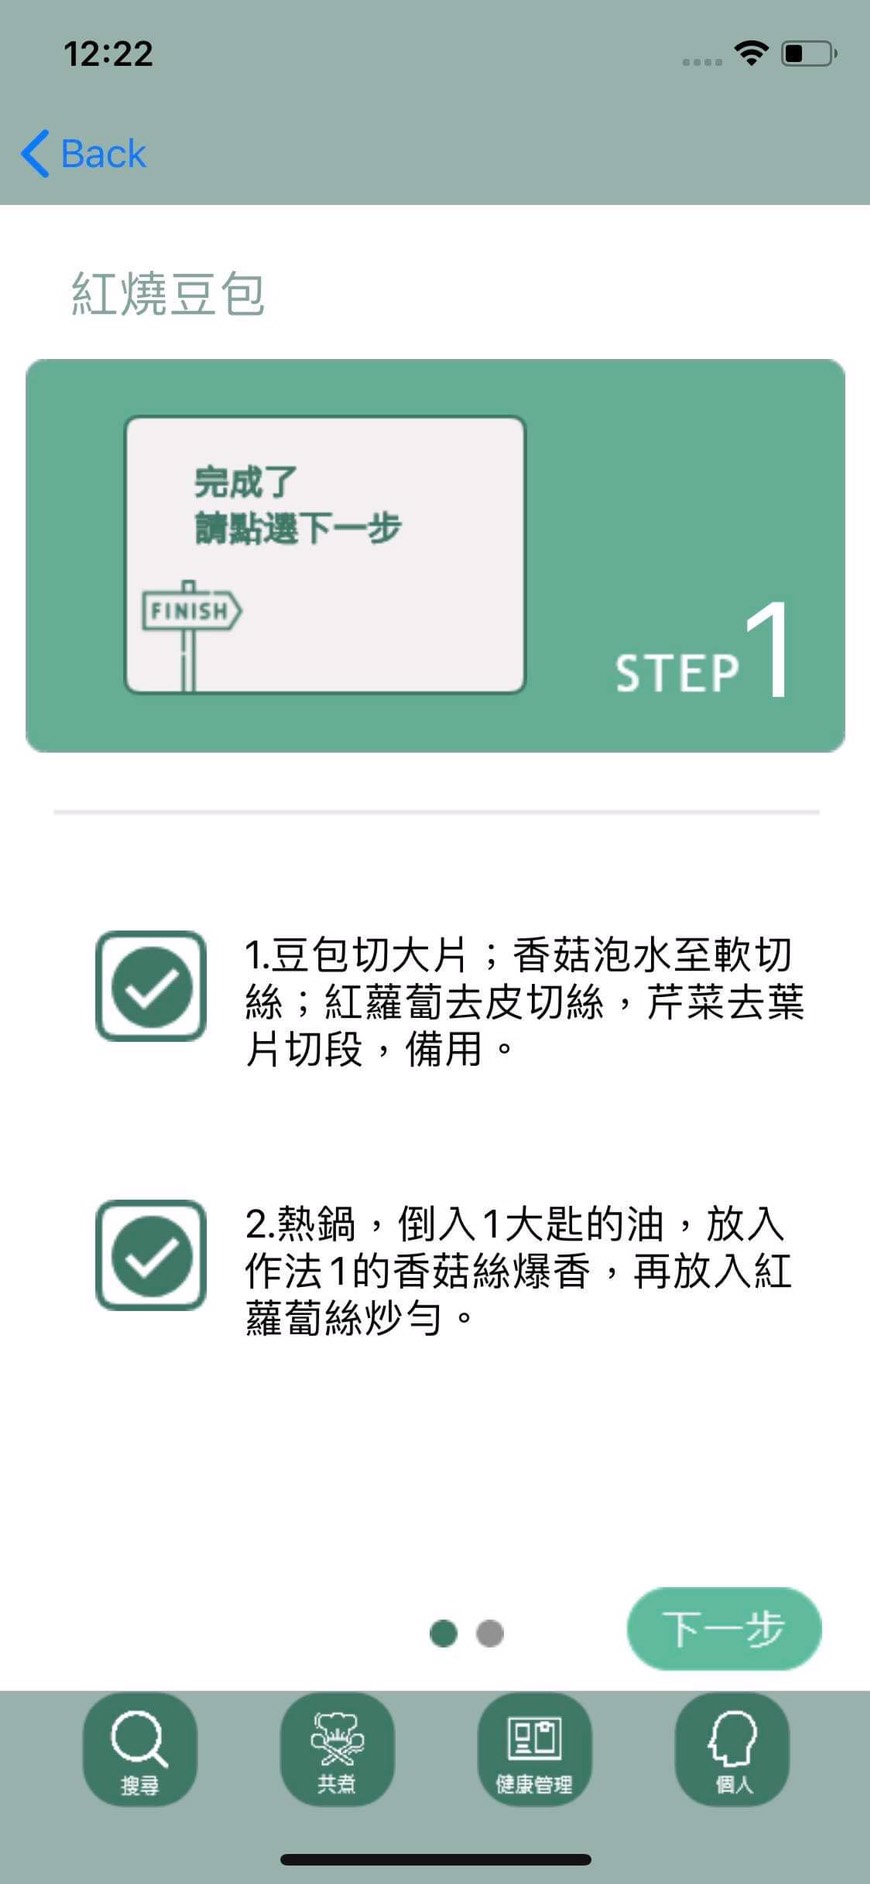 12:22
Back
紅燒豆包
完成了
請點選下一步
FINISH
STEP 1
1.豆包切大片；香菇泡水至軟切
絲；紅蘿蔔去皮切絲，芹菜去葉
片切段，備用。
2.熱鍋，倒入1大匙的油，放入
作法1的香菇絲爆香，再放入紅
蘿蔔絲炒勻。
下一步
搜尋
共煮
健康管理
個人